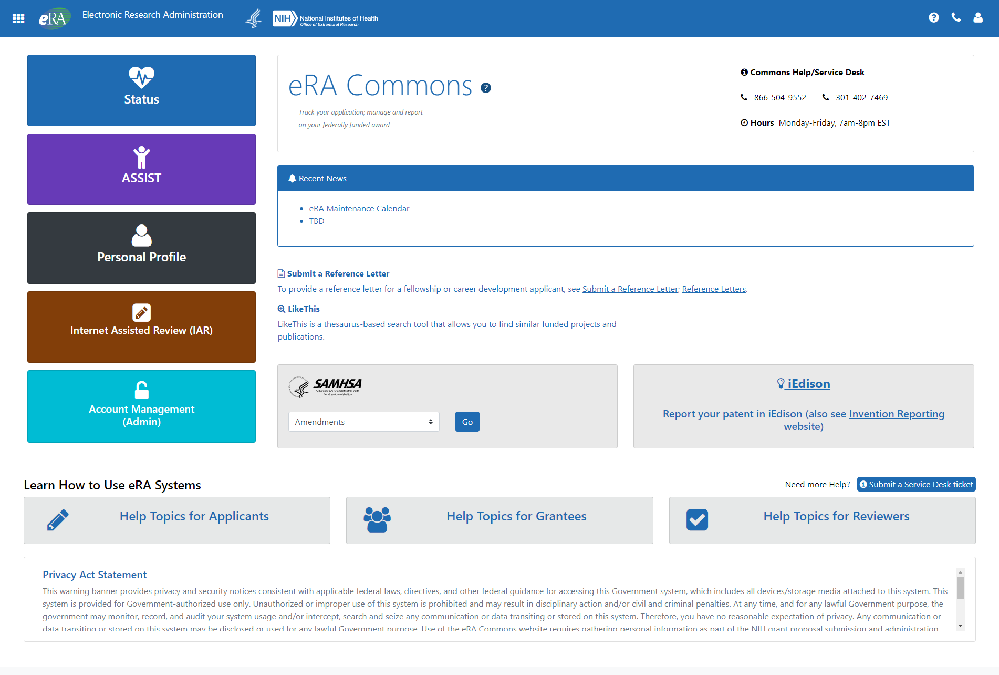 eRA
Electronic Research Administration
NIH
National Institutes of Health
Office of Extramural Research
Status
ASSIST
Personal Profile
Internet Assisted Review (IAR)
Account Management
(Admin)
eRA Commons
Track your application; manage and report
on your federally funded award
Commons Help/Service Desk
866-504-9552 301-402-7469
Hours Monday-Friday, 7am-8pm EST
Recent News
eRA Maintenance Calendar
TBD
Submit a Reference Letter
To provide a reference letter for a fellowship or career development applicant, see Submit a Reference Letter; Reference Letters.
LikeThis
LikeThis is a thesaurus-based search tool that allows you to find similar funded projects and
publications.
SAMHSA
Substance Abuse and Mental Health
Services Administration
Amendments
Go
iEdison
Report your patent in iEdison (also see Invention Reporting
website)
Learn How to Use eRA Systems
Need more Help? Submit a Service Desk ticket
Help Topics for Applicants
Help Topics for Grantees
Help Topics for Reviewers
Privacy Act Statement
This warning banner provides privacy and security notices consistent with applicable federal laws, directives, and other federal guidance for accessing this Government system, which includes all devices/storage media attached to this system. This
system is provided for Government-authorized use only. Unauthorized or improper use of this system is prohibited and may result in disciplinary action and/or civil and criminal penalties. At any time, and for any lawful Government purpose, the
government may monitor, record, and audit your system usage and/or intercept, search and seize any communication or data transiting or stored on this system. Therefore, you have no reasonable expectation of privacy. Any communication or
data transiting or stored on this system may be disclosed or used for any lawful Government purpose. Use of the eRA Commons website requires gathering personal information as part of the NIH grant proposal submission and administration